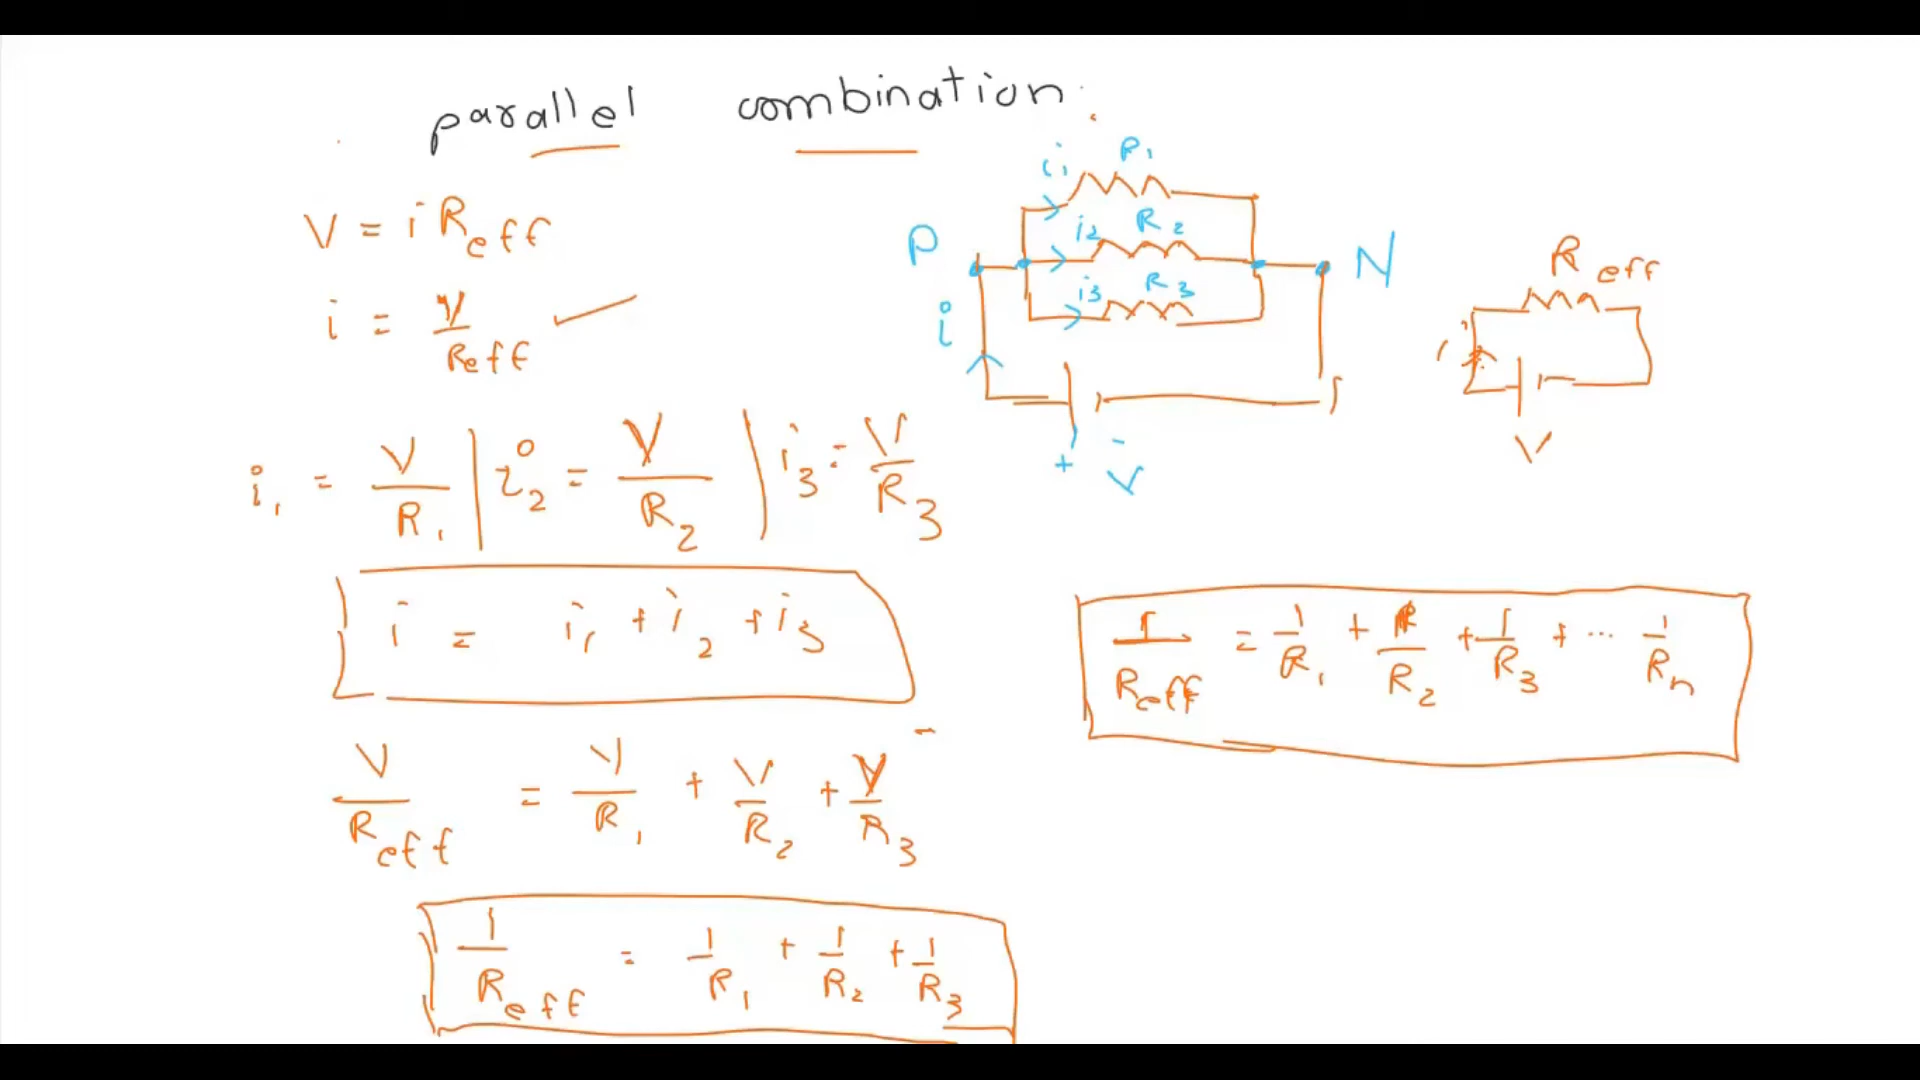 parallel combination
V = i Reff
i = V/Reff
i1 = V/R1 | i2 = V/R2 | i3 = V/R3
i = i1 + i2 + i3
V/Reff = V/R1 + V/R2 + V/R3
1/Reff = 1/R1 + 1/R2 + 1/R3
i1 R1
P i2 R2 N
i i3 R3
+ - V
Reff
i
V
1/Reff = 1/R1 + 1/R2 + 1/R3 + ... 1/Rn